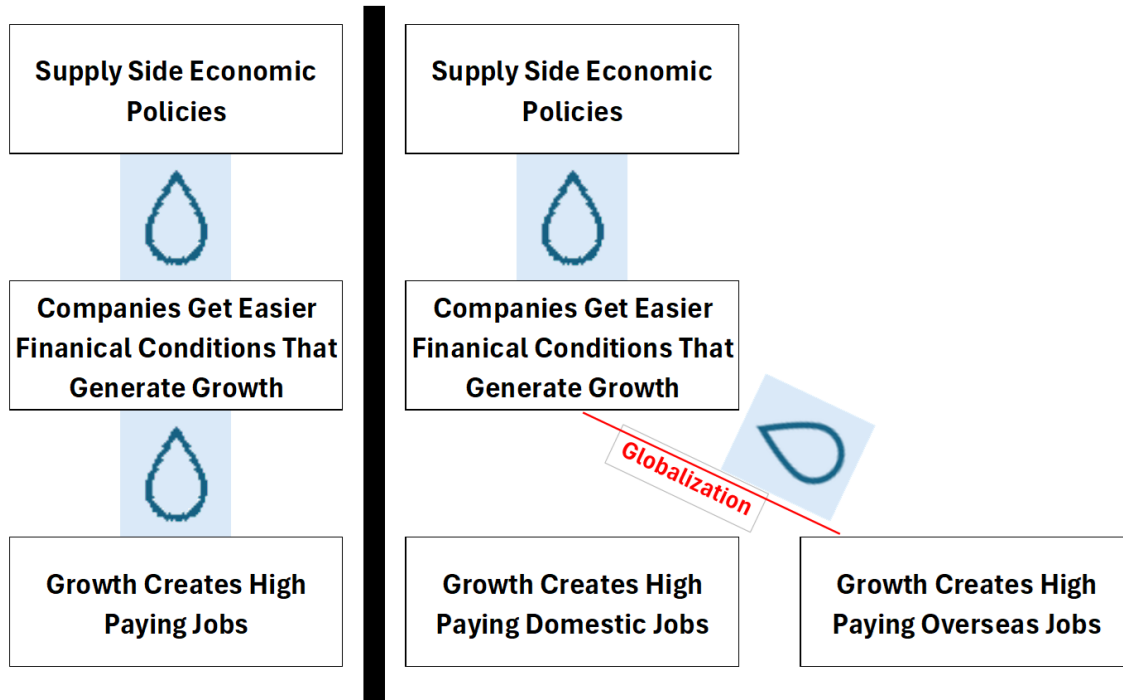 Supply Side Economic
Policies
Companies Get Easier
Finanical Conditions That
Generate Growth
Growth Creates High
Paying Jobs
Supply Side Economic
Policies
Companies Get Easier
Finanical Conditions That
Generate Growth
Globalization
Growth Creates High
Paying Domestic Jobs
Growth Creates High
Paying Overseas Jobs